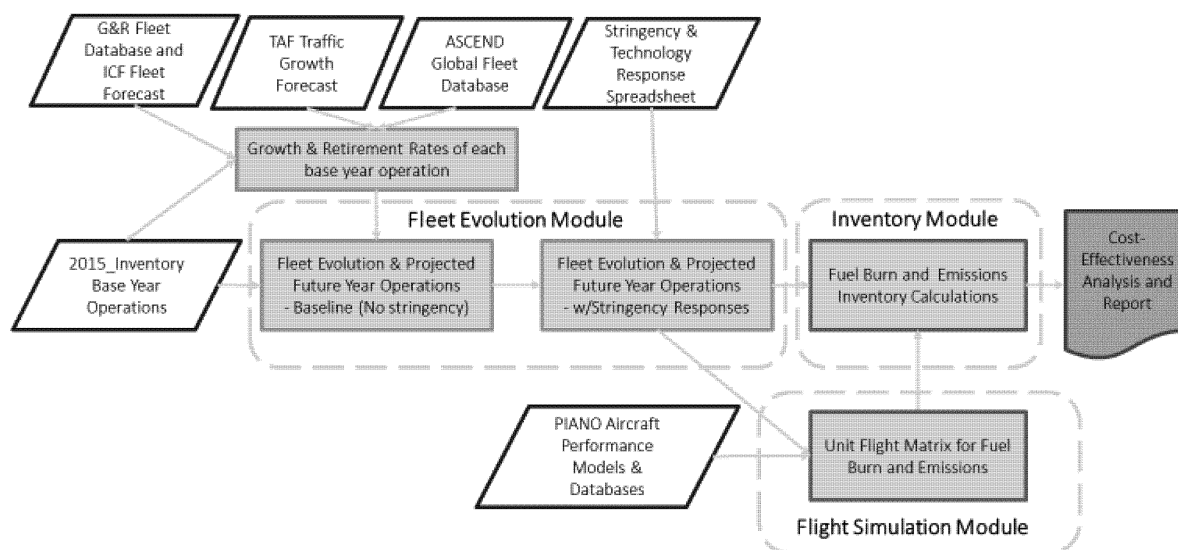 G&R Fleet
Database and
ICF Fleet
Forecast
TAF Traffic
Growth
Forecast
ASCEND
Global Fleet
Database
Stringency &
Technology
Response
Spreadsheet
Growth & Retirement Rates of each
base year operation
Fleet Evolution Module
Inventory Module
2015_Inventory
Base Year
Operations
Fleet Evolution & Projected
Future Year Operations
- Baseline (No stringency)
Fleet Evolution & Projected
Future Year Operations
- w/Stringency Responses
Fuel Burn and Emissions
Inventory Calculations
Cost-
Effectiveness
Analysis and
Report
PIANO Aircraft
Performance
Models &
Databases
Unit Flight Matrix for Fuel
Burn and Emissions
Flight Simulation Module